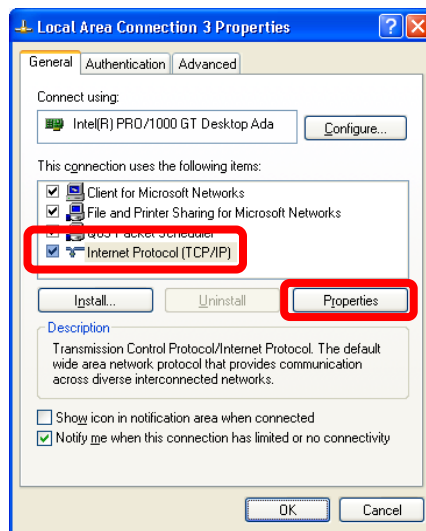 Local Area Connection 3 Properties
General Authentication Advanced
Connect using:
Intel(R) PRO/1000 GT Desktop Ada Configure...
This connection uses the following items:
Client for Microsoft Networks
File and Printer Sharing for Microsoft Networks
QoS Packet Scheduler
Internet Protocol (TCP/IP)
Install... Uninstall Properties
Description
Transmission Control Protocol/Internet Protocol. The default
wide area network protocol that provides communication
across diverse interconnected networks.
Show icon in notification area when connected
Notify me when this connection has limited or no connectivity
OK Cancel